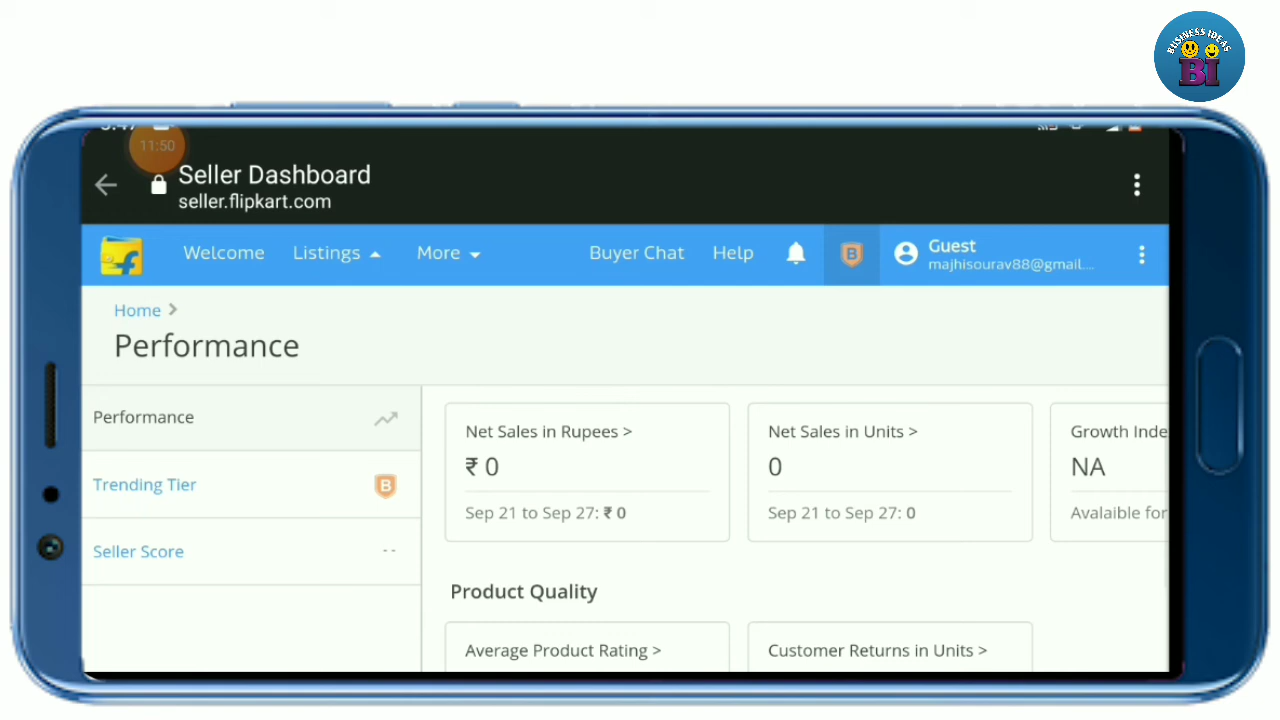 BUSINESS IDEAS
BI
11:50
Seller Dashboard
seller.flipkart.com
Welcome Listings More Buyer Chat Help B Guest
majhisourav88@gmail....
Home >
Performance
Performance
Trending Tier B
Seller Score --
Net Sales in Rupees >
₹ 0
Sep 21 to Sep 27: ₹ 0
Net Sales in Units >
0
Sep 21 to Sep 27: 0
Growth Inde
NA
Avalaible for
Product Quality
Average Product Rating >
Customer Returns in Units >